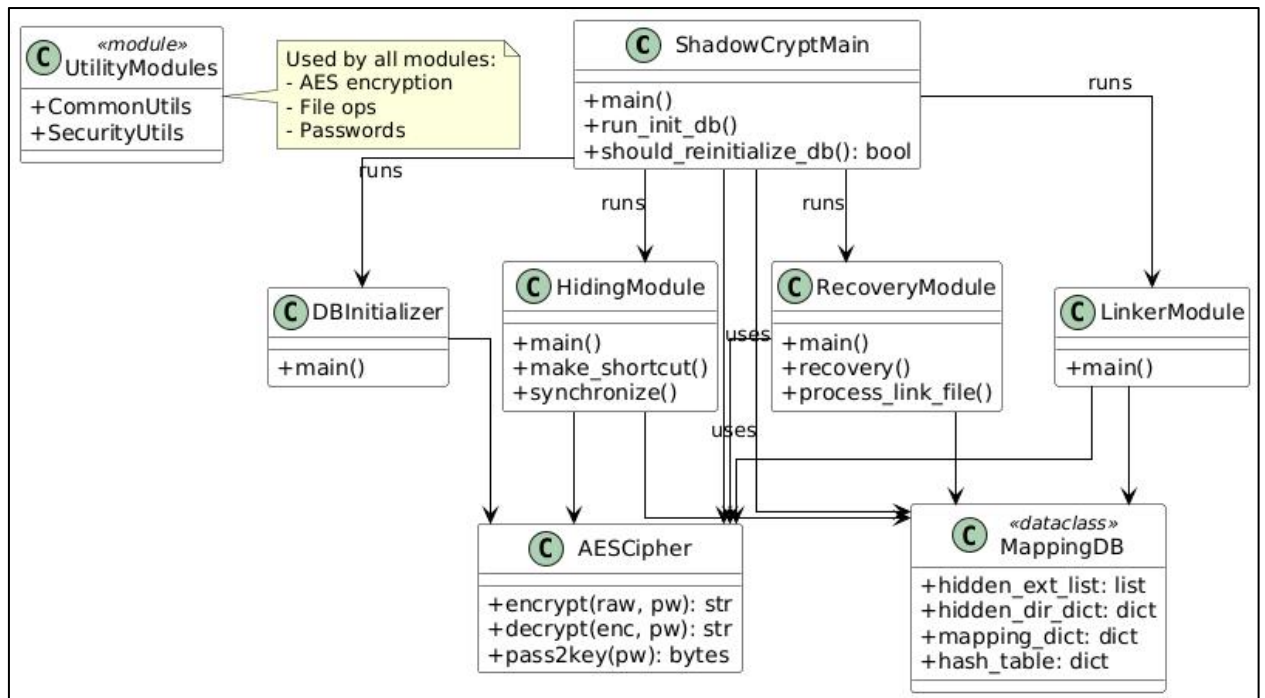 C
«module»
UtilityModules
+CommonUtils
+SecurityUtils
Used by all modules:
- AES encryption
- File ops
- Passwords
C ShadowCryptMain
+main()
+run_init_db()
+should_reinitialize_db(): bool
runs
runs
runs
runs
C DBInitializer
+main()
C HidingModule
+main()
+make_shortcut()
+synchronize()
C RecoveryModule
+main()
+recovery()
+process_link_file()
C LinkerModule
+main()
uses
uses
C AESCipher
+encrypt(raw, pw): str
+decrypt(enc, pw): str
+pass2key(pw): bytes
C
«dataclass»
MappingDB
+hidden_ext_list: list
+hidden_dir_dict: dict
+mapping_dict: dict
+hash_table: dict